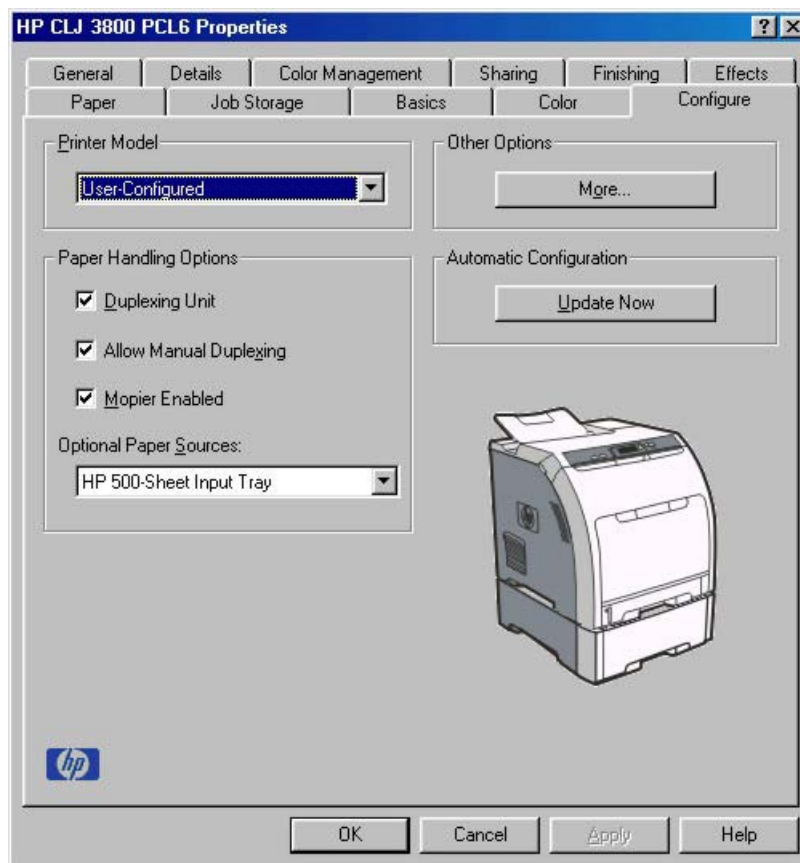 HP CLJ 3800 PCL6 Properties
General Details Color Management Sharing Finishing Effects
Paper Job Storage Basics Color Configure
Printer Model
User-Configured
Other Options
More...
Paper Handling Options
Duplexing Unit
Allow Manual Duplexing
Mopier Enabled
Optional Paper Sources:
HP 500-Sheet Input Tray
Automatic Configuration
Update Now
hp
OK Cancel Apply Help